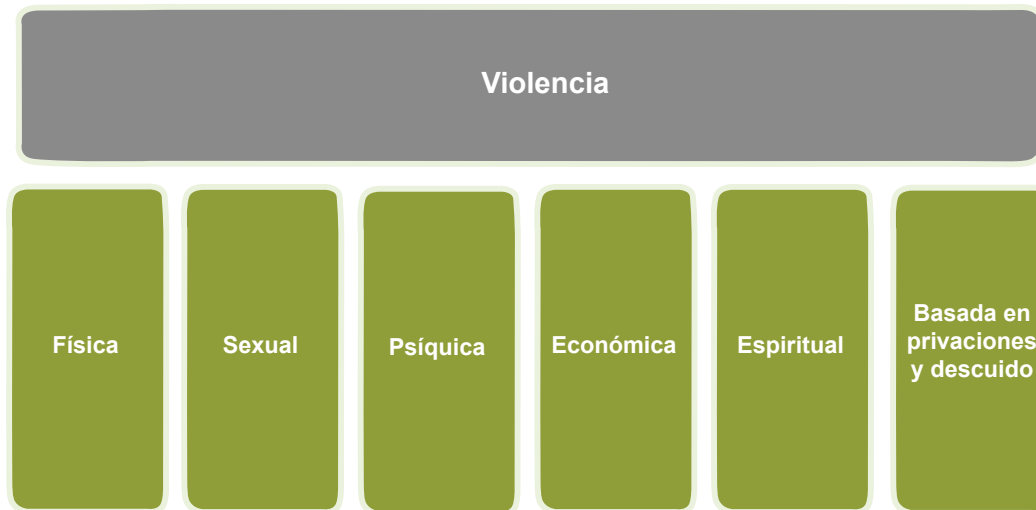 Violencia
Física
Sexual
Psíquica
Económica
Espiritual
Basada en
privaciones
y descuido